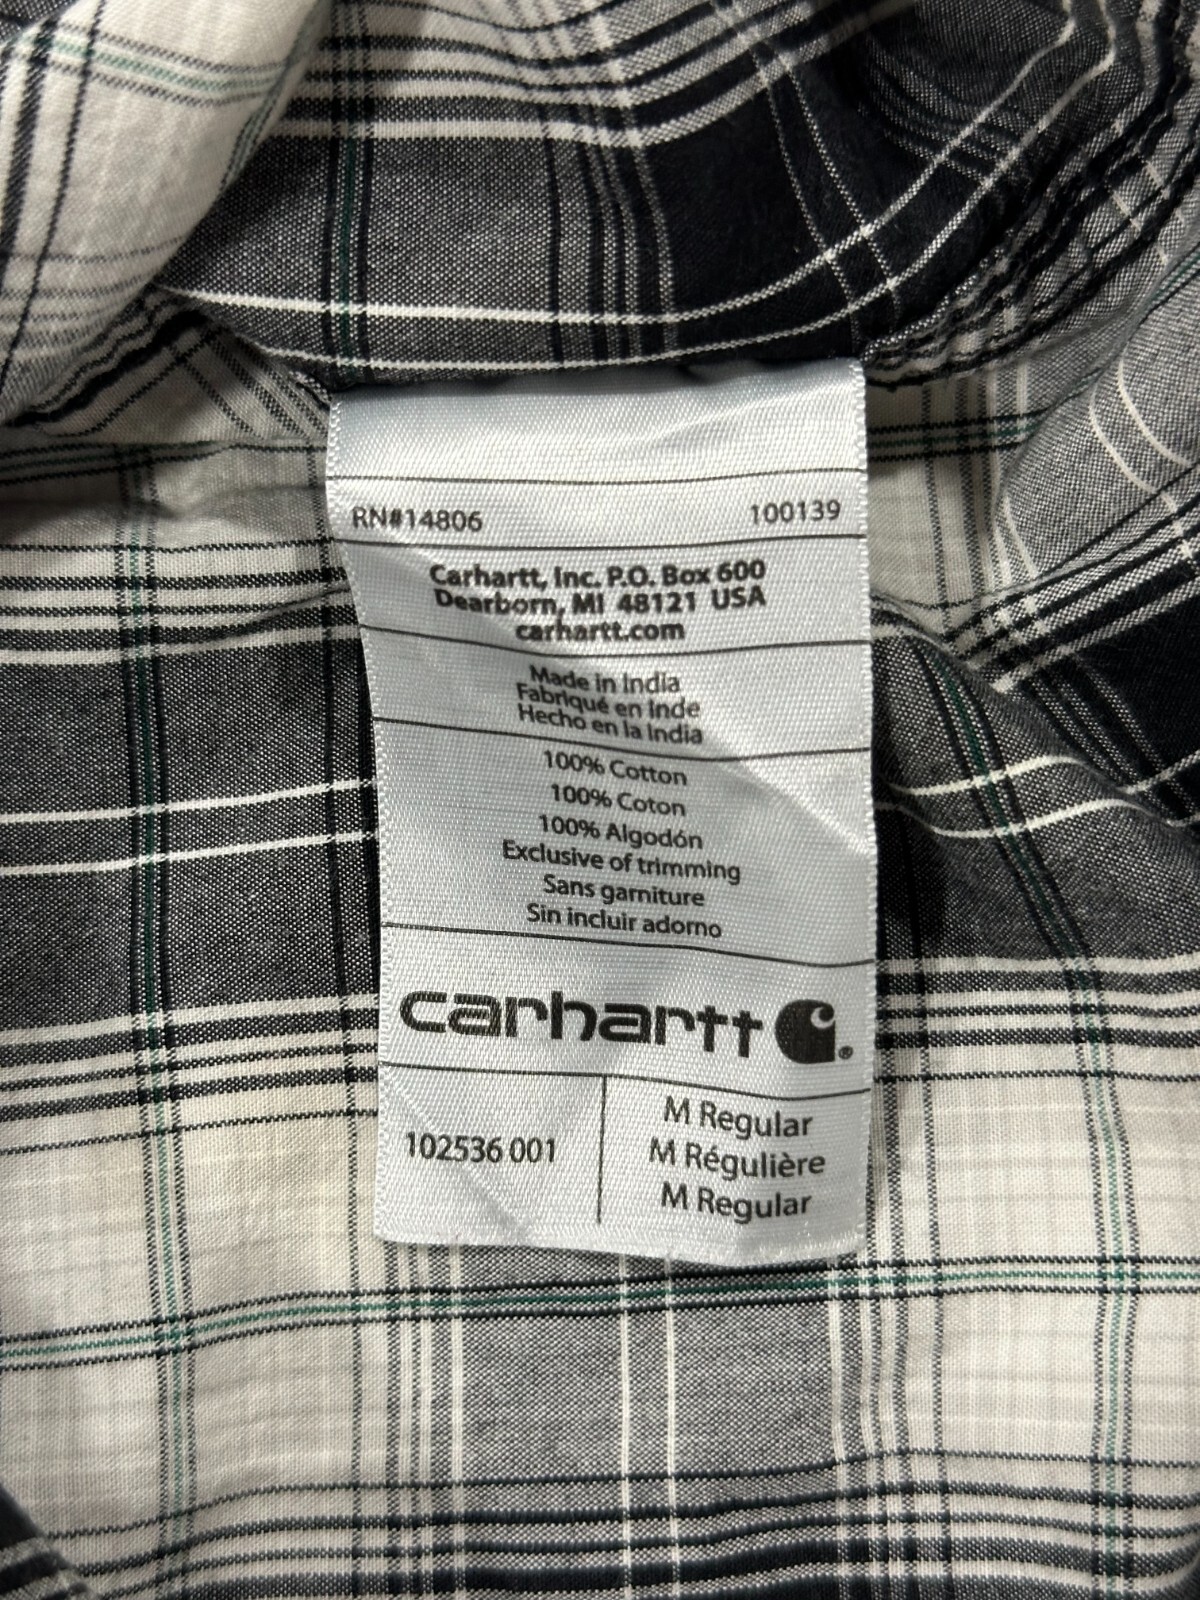 RN#14806 100139
Carhartt, Inc. P.O. Box 600
Dearborn, MI 48121 USA
carhartt.com
Made in India
Fabriqué en Inde
Hecho en la India
100% Cotton
100% Coton
100% Algodón
Exclusive of trimming
Sans garniture
Sin incluir adorno
carhartt ®
102536 001
M Regular
M Régulière
M Regular